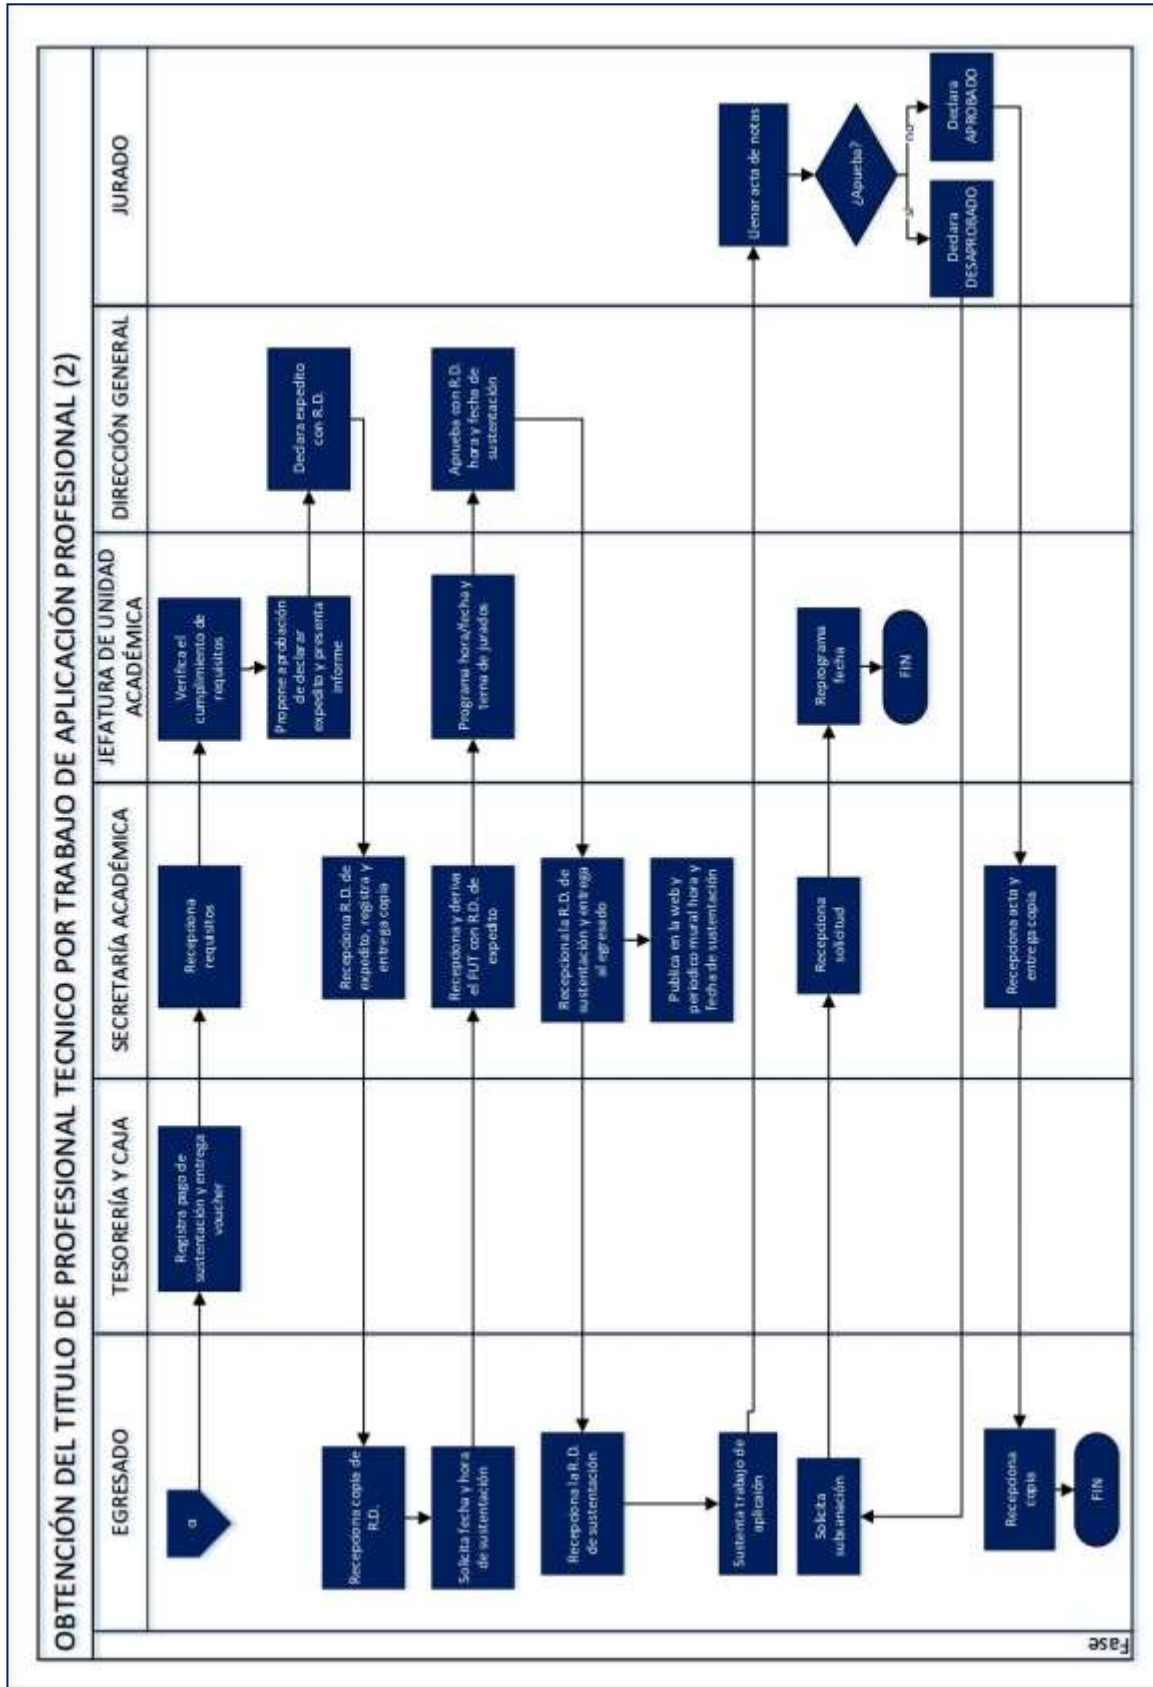 OBTENCIÓN DEL TITULO DE PROFESIONAL TECNICO POR TRABAJO DE APLICACIÓN PROFESIONAL (2)
EGRESADO
TESORERÍA Y CAJA
SECRETARÍA ACADÉMICA
JEFATURA DE UNIDAD
ACADÉMICA
DIRECCIÓN GENERAL
JURADO
Fase
Registra pago de
sustentación y entrega
voucher
Recepciona
requisitos
Verifica el
cumplimiento de
requisitos
Propone aprobación
de declarar
expedito y presenta
informe
Declara expedito
con R.D.
Recepciona R.D. de
expedito, registra y
entrega copia
Recepciona copia de
R.D.
Solicita fecha y hora
de sustentación
Recepciona y deriva
el FUT con R.D. de
expedito
Programa hora/fecha y
terna de jurados
Aprueba con R.D.
hora y fecha de
sustentación
Recepciona la R.D. de
sustentación y entrega
al egresado
Publica en la web y
periodico mural hora y
fecha de sustentación
Recepciona la R.D.
de sustentación
Sustenta trabajo de
aplicaión
Llenar acta de notas
¿Apueba?
si
no
Declara
DESAPROBADO
Declara
APROBADO
Solicita
subsanación
Recepciona
solicitud
Reprograma
fecha
FIN
Recepciona acta y
entrega copia
Recepciona
copia
FIN